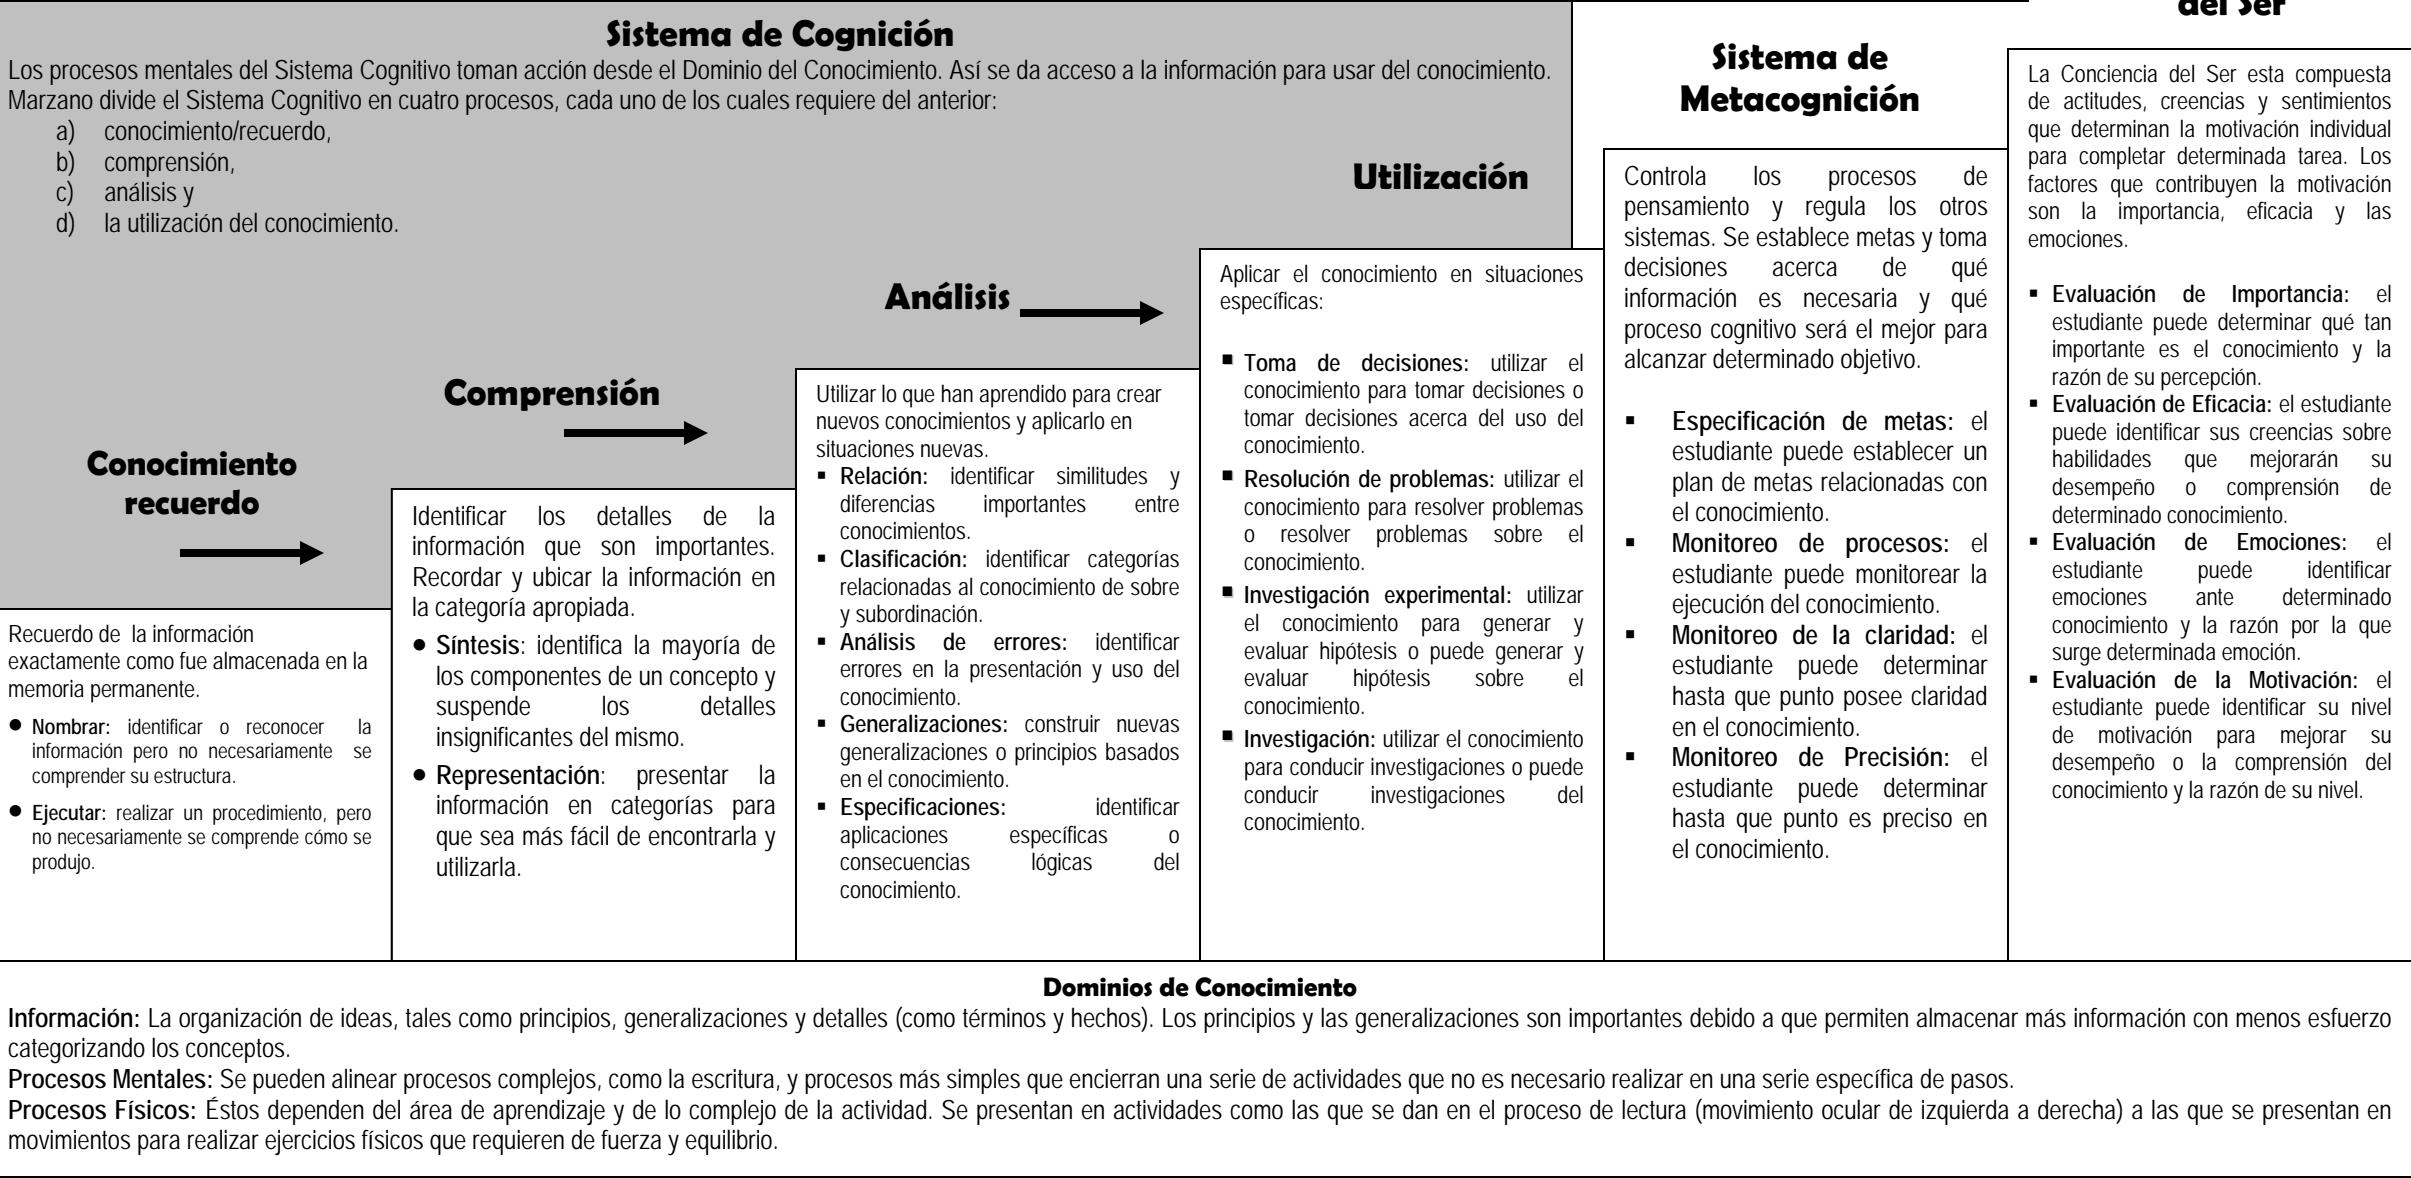 Sistema de Cognición
Los procesos mentales del Sistema Cognitivo toman acción desde el Dominio del Conocimiento. Así se da acceso a la información para usar del conocimiento.
Marzano divide el Sistema Cognitivo en cuatro procesos, cada uno de los cuales requiere del anterior:
a) conocimiento/recuerdo,
b) comprensión,
c) análisis y
d) la utilización del conocimiento.
Conocimiento
recuerdo
Recuerdo de la información
exactamente como fue almacenada en la
memoria permanente.
● Nombrar: identificar o reconocer la
información pero no necesariamente se
comprender su estructura.
● Ejecutar: realizar un procedimiento, pero
no necesariamente se comprende cómo se
produjo.
Comprensión
Identificar los detalles de la
información que son importantes.
Recordar y ubicar la información en
la categoría apropiada.
● Síntesis: identifica la mayoría de
los componentes de un concepto y
suspende los detalles
insignificantes del mismo.
● Representación: presentar la
información en categorías para
que sea más fácil de encontrarla y
utilizarla.
Análisis
Utilizar lo que han aprendido para crear
nuevos conocimientos y aplicarlo en
situaciones nuevas.
▪ Relación: identificar similitudes y
diferencias importantes entre
conocimientos.
▪ Clasificación: identificar categorías
relacionadas al conocimiento de sobre
y subordinación.
▪ Análisis de errores: identificar
errores en la presentación y uso del
conocimiento.
▪ Generalizaciones: construir nuevas
generalizaciones o principios basados
en el conocimiento.
▪ Especificaciones: identificar
aplicaciones específicas o
consecuencias lógicas del
conocimiento.
Utilización
Aplicar el conocimiento en situaciones
específicas:
▪ Toma de decisiones: utilizar el
conocimiento para tomar decisiones o
tomar decisiones acerca del uso del
conocimiento.
▪ Resolución de problemas: utilizar el
conocimiento para resolver problemas
o resolver problemas sobre el
conocimiento.
▪ Investigación experimental: utilizar
el conocimiento para generar y
evaluar hipótesis o puede generar y
evaluar hipótesis sobre el
conocimiento.
▪ Investigación: utilizar el conocimiento
para conducir investigaciones o puede
conducir investigaciones del
conocimiento.
Sistema de
Metacognición
Controla los procesos de
pensamiento y regula los otros
sistemas. Se establece metas y toma
decisiones acerca de qué
información es necesaria y qué
proceso cognitivo será el mejor para
alcanzar determinado objetivo.
▪ Especificación de metas: el
estudiante puede establecer un
plan de metas relacionadas con
el conocimiento.
▪ Monitoreo de procesos: el
estudiante puede monitorear la
ejecución del conocimiento.
▪ Monitoreo de la claridad: el
estudiante puede determinar
hasta que punto posee claridad
en el conocimiento.
▪ Monitoreo de Precisión: el
estudiante puede determinar
hasta que punto es preciso en
el conocimiento.
del Ser
La Conciencia del Ser esta compuesta
de actitudes, creencias y sentimientos
que determinan la motivación individual
para completar determinada tarea. Los
factores que contribuyen la motivación
son la importancia, eficacia y las
emociones.
▪ Evaluación de Importancia: el
estudiante puede determinar qué tan
importante es el conocimiento y la
razón de su percepción.
▪ Evaluación de Eficacia: el estudiante
puede identificar sus creencias sobre
habilidades que mejorarán su
desempeño o comprensión de
determinado conocimiento.
▪ Evaluación de Emociones: el
estudiante puede identificar
emociones ante determinado
conocimiento y la razón por la que
surge determinada emoción.
▪ Evaluación de la Motivación: el
estudiante puede identificar su nivel
de motivación para mejorar su
desempeño o la comprensión del
conocimiento y la razón de su nivel.
Dominios de Conocimiento
Información: La organización de ideas, tales como principios, generalizaciones y detalles (como términos y hechos). Los principios y las generalizaciones son importantes debido a que permiten almacenar más información con menos esfuerzo
categorizando los conceptos.
Procesos Mentales: Se pueden alinear procesos complejos, como la escritura, y procesos más simples que encierran una serie de actividades que no es necesario realizar en una serie específica de pasos.
Procesos Físicos: Éstos dependen del área de aprendizaje y de lo complejo de la actividad. Se presentan en actividades como las que se dan en el proceso de lectura (movimiento ocular de izquierda a derecha) a las que se presentan en
movimientos para realizar ejercicios físicos que requieren de fuerza y equilibrio.